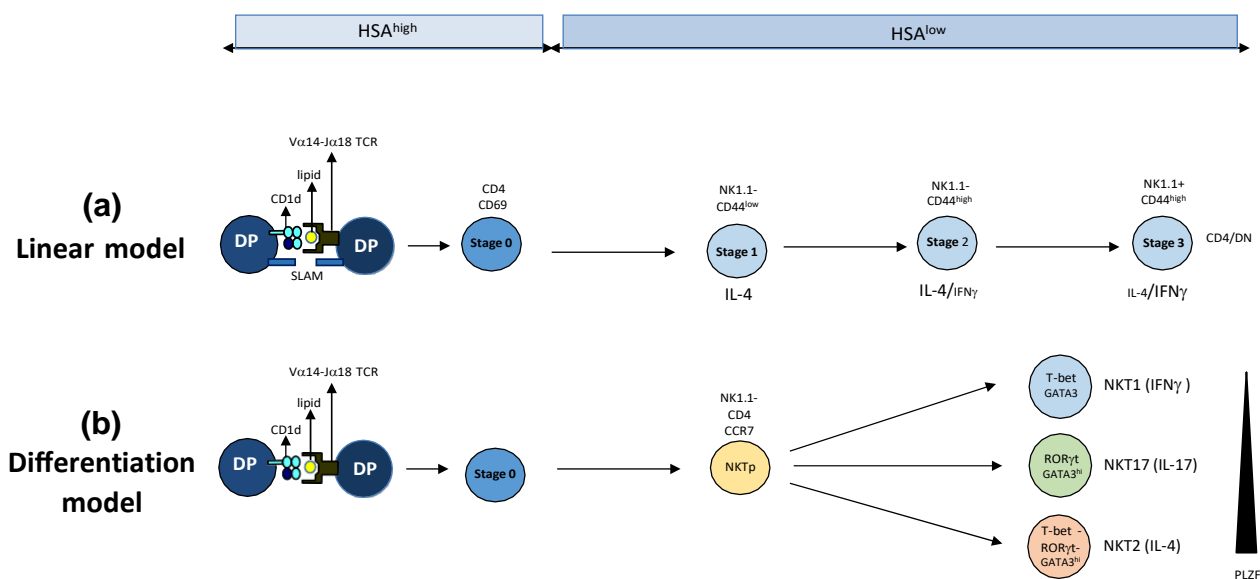 HSAhigh
HSAlow
(a)
Linear model
Vα14-Jα18 TCR
lipid
CD1d
DP
DP
SLAM
CD4
CD69
Stage 0
NK1.1-
CD44low
Stage 1
IL-4
NK1.1-
CD44high
Stage 2
IL-4/IFNγ
NK1.1+
CD44high
Stage 3
CD4/DN
IL-4/IFNγ
(b)
Differentiation
model
Vα14-Jα18 TCR
lipid
CD1d
DP
DP
Stage 0
NK1.1-
CD4
CCR7
NKTp
T-bet
GATA3
NKT1 (IFNγ )
RORγt
GATA3hi
NKT17 (IL-17)
T-bet -
RORγt-
GATA3hi
NKT2 (IL-4)
PLZF